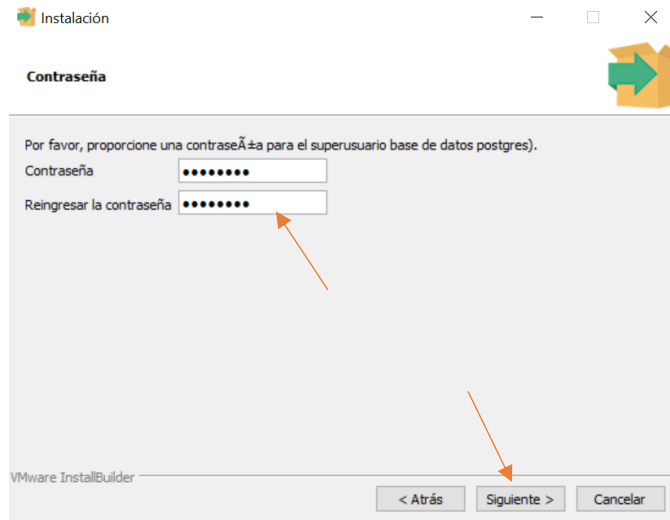 Instalación
Contraseña
Por favor, proporcione una contraseÃ±a para el superusuario base de datos postgres).
Contraseña
Reingresar la contraseña
VMware InstallBuilder
< Atrás
Siguiente >
Cancelar